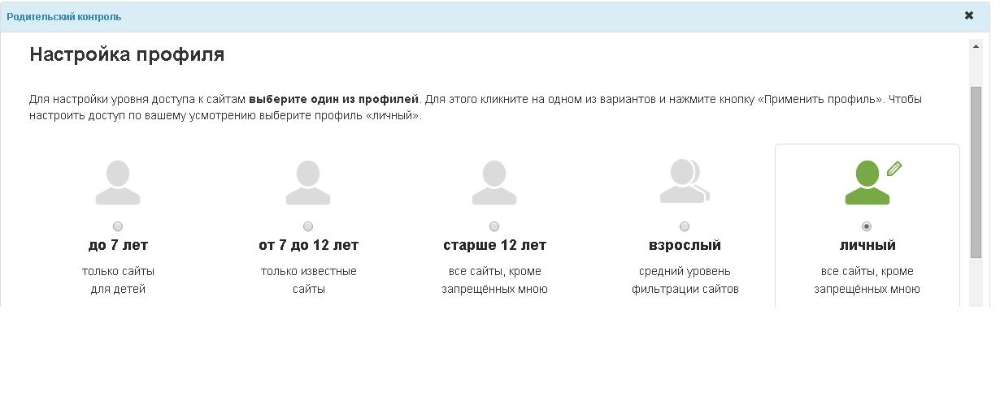 Родительский контроль
Настройка профиля
Для настройки уровня доступа к сайтам выберите один из профилей. Для этого кликните на одном из вариантов и нажмите кнопку «Применить профиль». Чтобы
настроить доступ по вашему усмотрению выберите профиль «личный».
до 7 лет
только сайты
для детей
от 7 до 12 лет
только известные
сайты
старше 12 лет
все сайты, кроме
запрещённых мною
взрослый
средний уровень
фильтрации сайтов
личный
все сайты, кроме
запрещённых мною